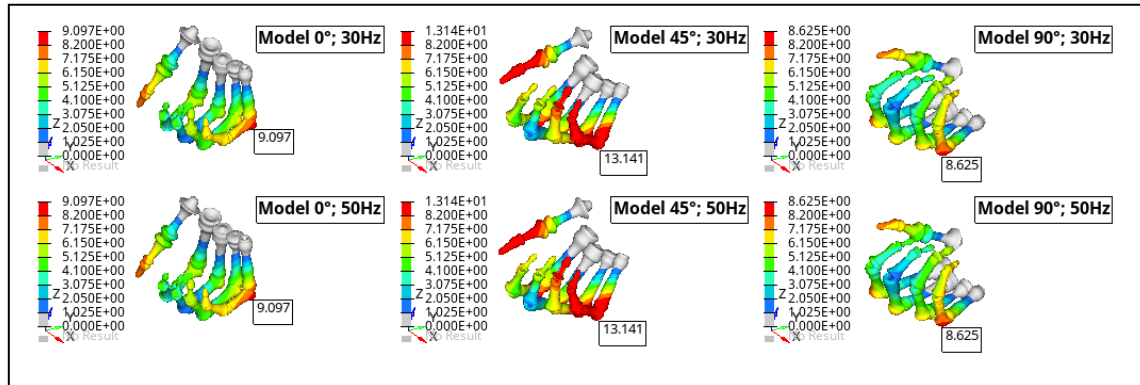 Model 0°; 30Hz
9.097E+00
8.200E+00
7.175E+00
6.150E+00
5.125E+00
4.100E+00
3.075E+00
2.050E+00
1.025E+00
0.000E+00
No Result
Z
Y
X
9.097
Model 45°; 30Hz
1.314E+01
8.200E+00
7.175E+00
6.150E+00
5.125E+00
4.100E+00
3.075E+00
2.050E+00
1.025E+00
0.000E+00
No Result
Z
Y
X
13.141
Model 90°; 30Hz
8.625E+00
8.200E+00
7.175E+00
6.150E+00
5.125E+00
4.100E+00
3.075E+00
2.050E+00
1.025E+00
0.000E+00
No Result
Z
Y
X
8.625
Model 0°; 50Hz
9.097E+00
8.200E+00
7.175E+00
6.150E+00
5.125E+00
4.100E+00
3.075E+00
2.050E+00
1.025E+00
0.000E+00
No Result
Z
Y
X
9.097
Model 45°; 50Hz
1.314E+01
8.200E+00
7.175E+00
6.150E+00
5.125E+00
4.100E+00
3.075E+00
2.050E+00
1.025E+00
0.000E+00
No Result
Z
Y
X
13.141
Model 90°; 50Hz
8.625E+00
8.200E+00
7.175E+00
6.150E+00
5.125E+00
4.100E+00
3.075E+00
2.050E+00
1.025E+00
0.000E+00
No Result
Z
Y
X
8.625